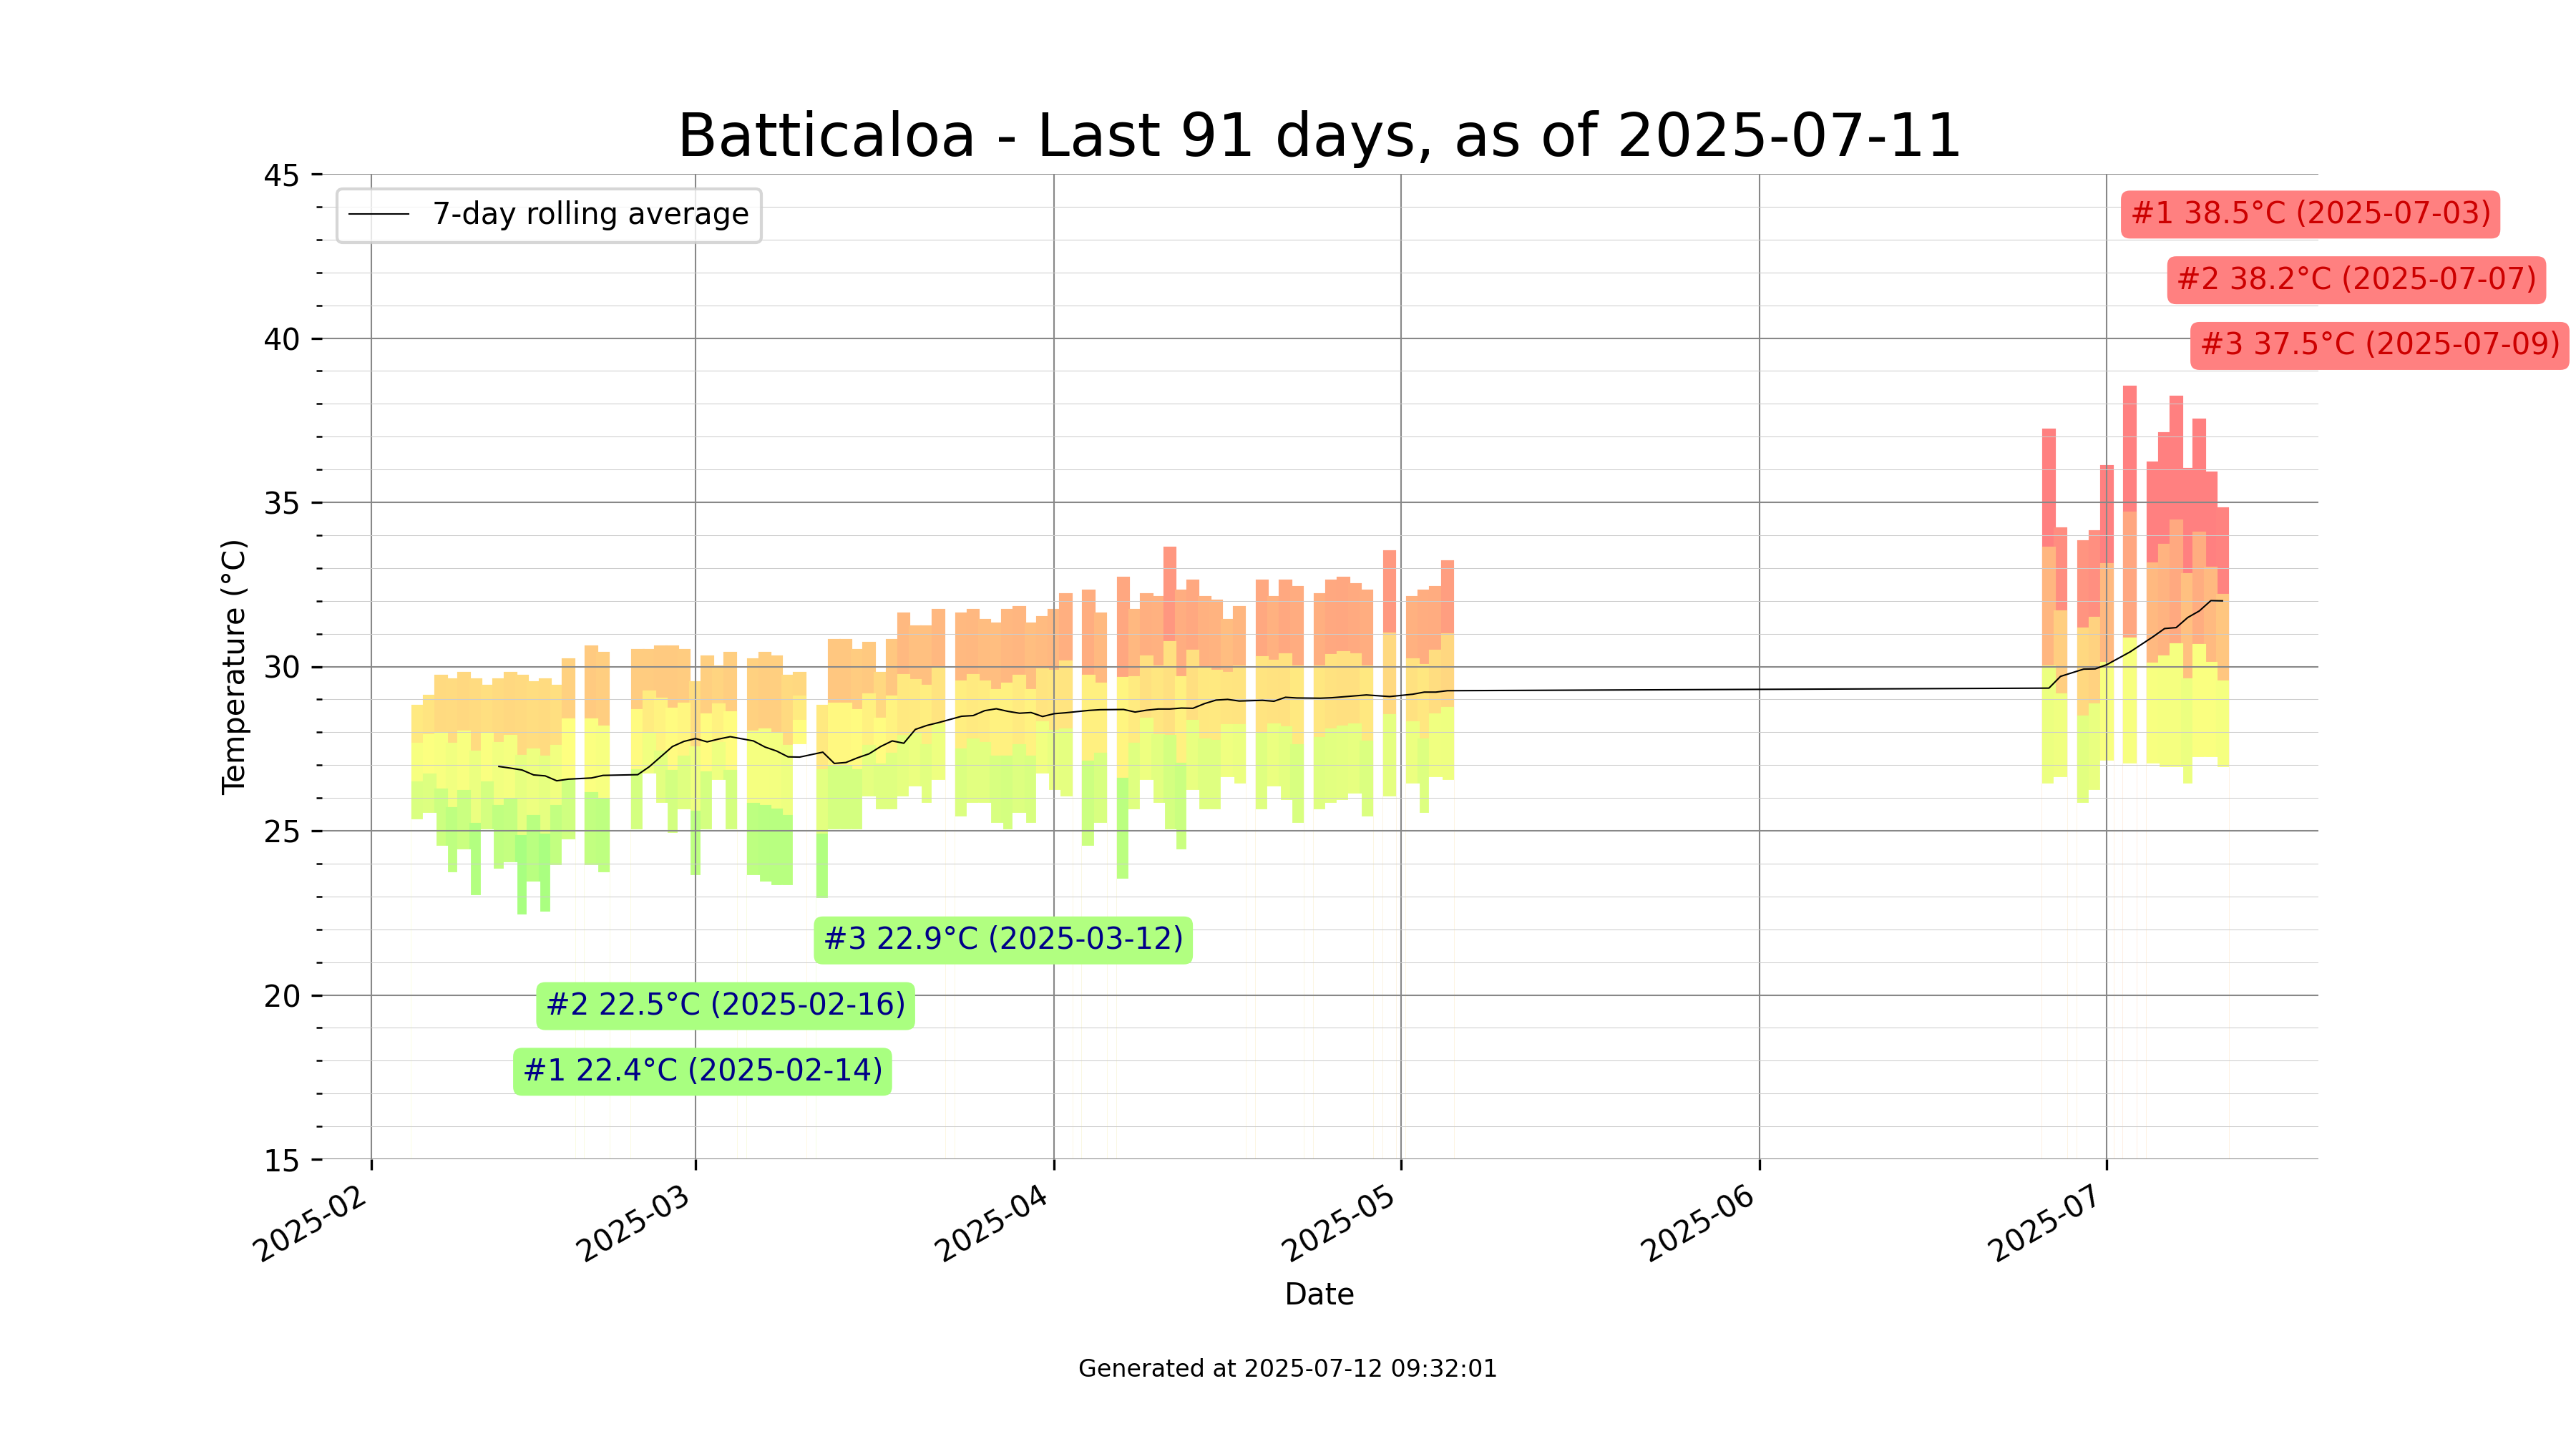 Batticaloa - Last 91 days, as of 2025-07-11
7-day rolling average
#1 38.5°C (2025-07-03)
#2 38.2°C (2025-07-07)
#3 37.5°C (2025-07-09)
45
40
35
30
25
20
15
Temperature (°C)
#3 22.9°C (2025-03-12)
#2 22.5°C (2025-02-16)
#1 22.4°C (2025-02-14)
2025-02
2025-03
2025-04
2025-05
2025-06
2025-07
Date
Generated at 2025-07-12 09:32:01